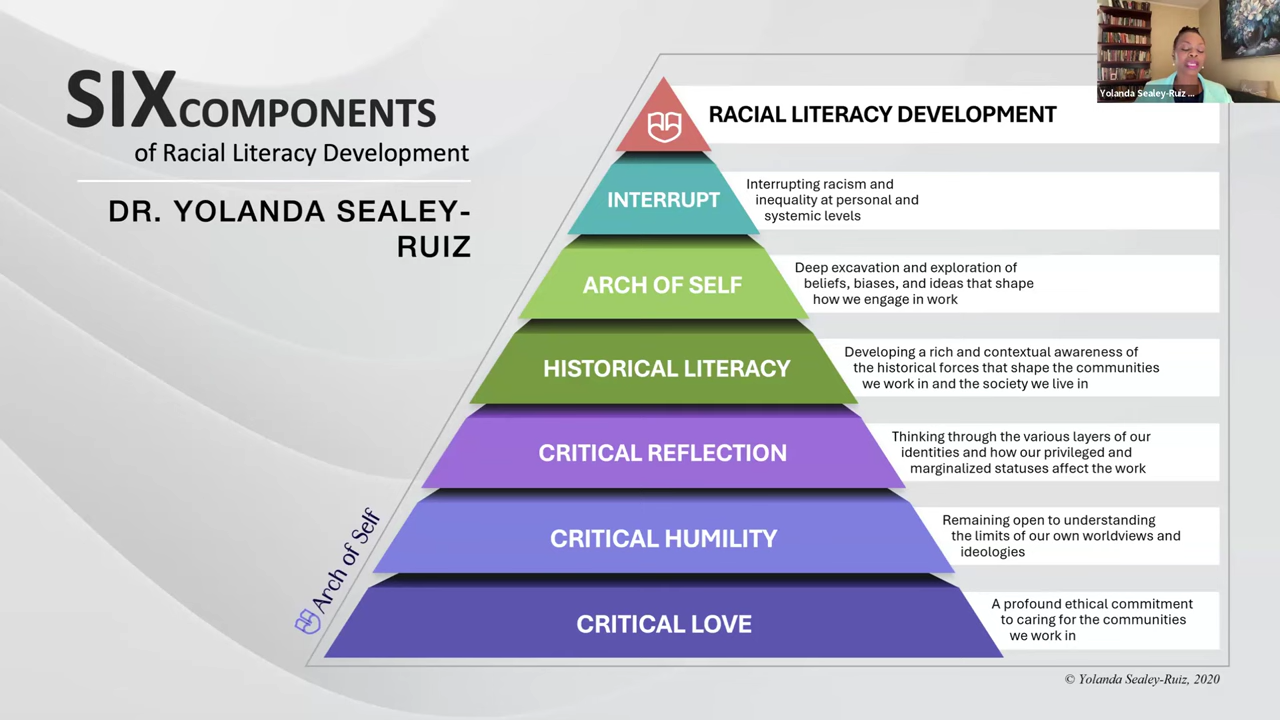 SIX COMPONENTS
of Racial Literacy Development
DR. YOLANDA SEALEY-
RUIZ
Yolanda Sealey-Ruiz ...
RACIAL LITERACY DEVELOPMENT
INTERRUPT
Interrupting racism and
inequality at personal and
systemic levels
ARCH OF SELF
Deep excavation and exploration of
beliefs, biases, and ideas that shape
how we engage in work
HISTORICAL LITERACY
Developing a rich and contextual awareness of
the historical forces that shape the communities
we work in and the society we live in
CRITICAL REFLECTION
Thinking through the various layers of our
identities and how our privileged and
marginalized statuses affect the work
CRITICAL HUMILITY
Remaining open to understanding
the limits of our own worldviews and
ideologies
CRITICAL LOVE
A profound ethical commitment
to caring for the communities
we work in
Arch of Self
© Yolanda Sealey-Ruiz, 2020